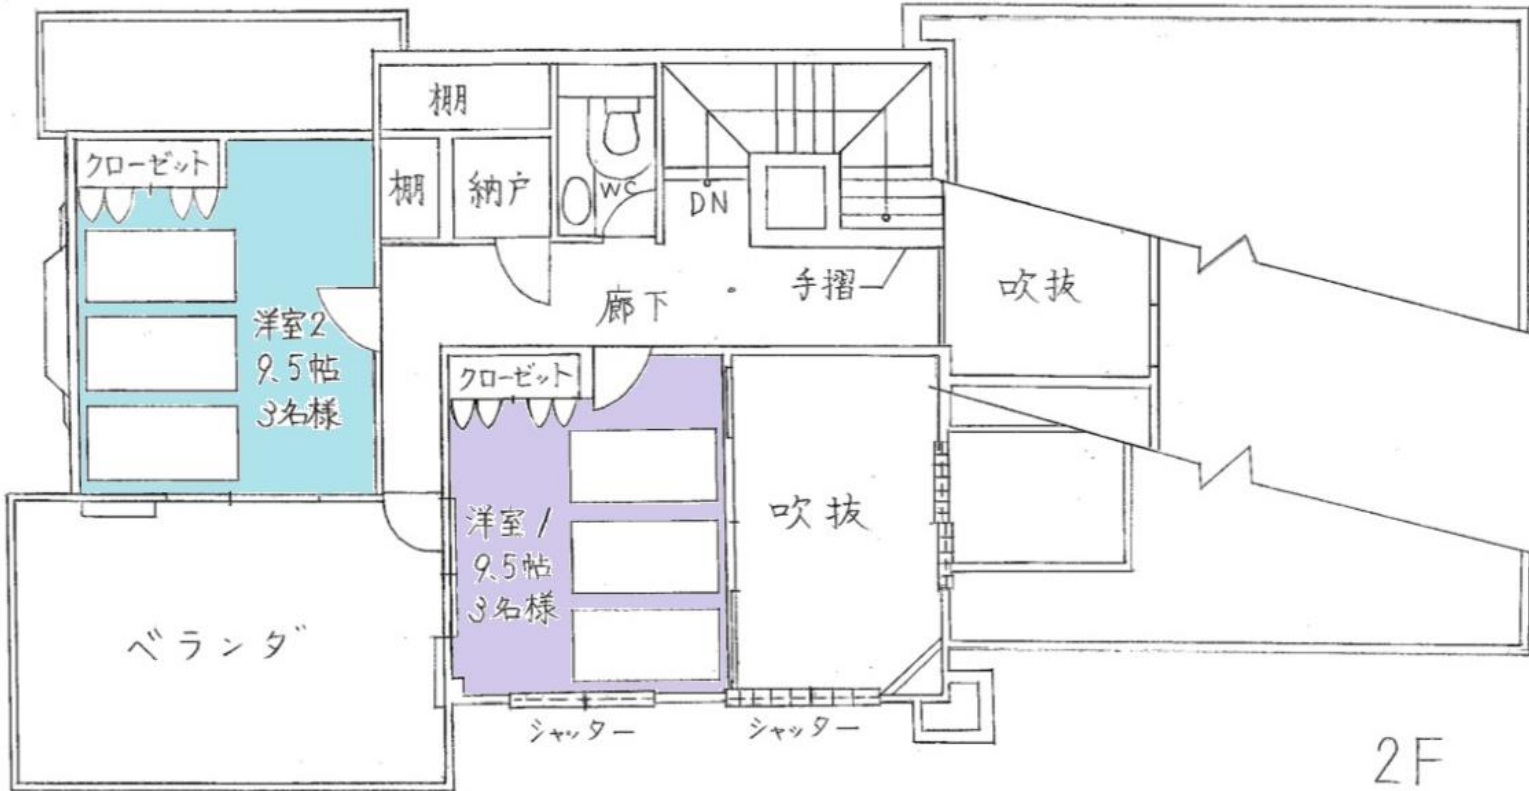 棚
クローゼット
棚
納戸
WC
DN
手摺
吹抜
廊下
洋室2
9.5帖
3名様
クローゼット
洋室1
9.5帖
3名様
吹抜
ベランダ
シャッター
シャッター
2F